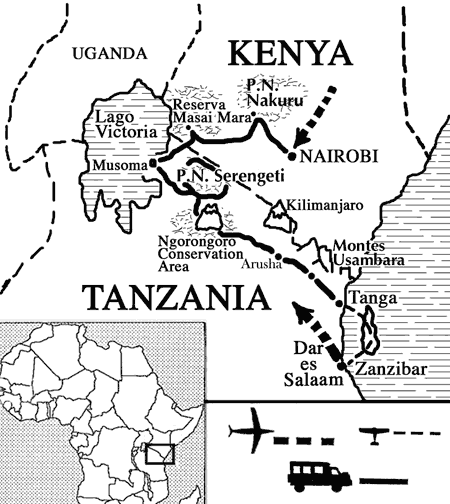 UGANDA
KENYA
P.N.
Nakuru
Reserva
Masai Mara
Lago
Victoria
NAIROBI
Musoma
P.N. Serengeti
Kilimanjaro
Ngorongoro
Conservation
Area
Arusha
Montes
Usambara
TANZANIA
Tanga
Dar
es
Salaam
Zanzibar